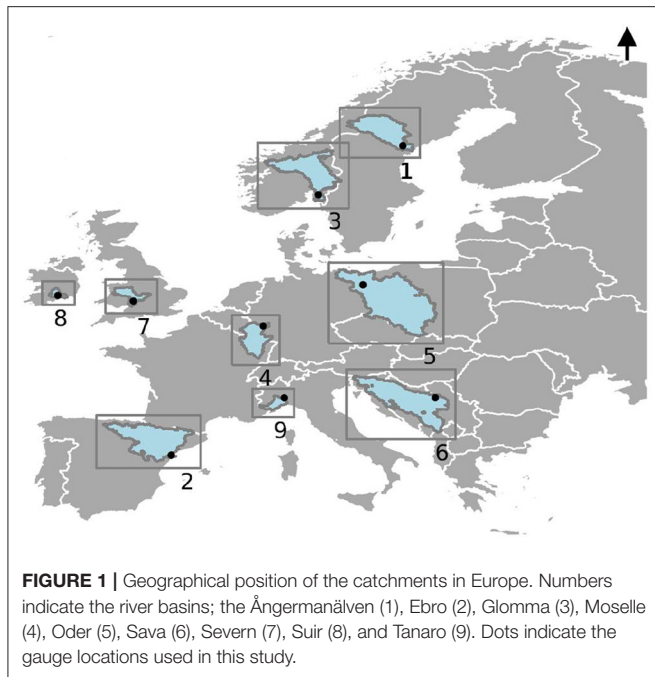 1
3
8
7
5
4
9
6
2
FIGURE 1 | Geographical position of the catchments in Europe. Numbers
indicate the river basins; the Ångermanälven (1), Ebro (2), Glomma (3), Moselle
(4), Oder (5), Sava (6), Severn (7), Suir (8), and Tanaro (9). Dots indicate the
gauge locations used in this study.